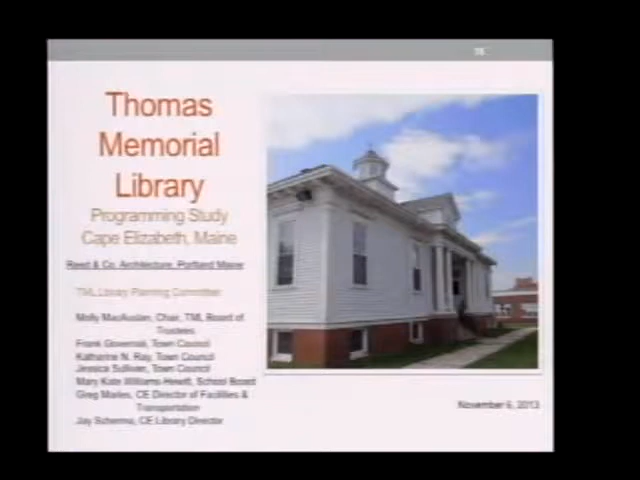 Thomas
Memorial
Library
Programming Study
Cape Elizabeth, Maine
Reed & Co. Architecture, Portland Maine
TML Library Planning Committee
Molly MacAuslan, Chair, TML Board of
Trustees
Frank Governali, Town Council
Katharine N. Ray, Town Council
Jessica Sullivan, Town Council
Mary Kate Williams-Hewitt, School Board
Greg Marles, CE Director of Facilities &
Transportation
Jay Scherma, CE Library Director
November 6, 2013